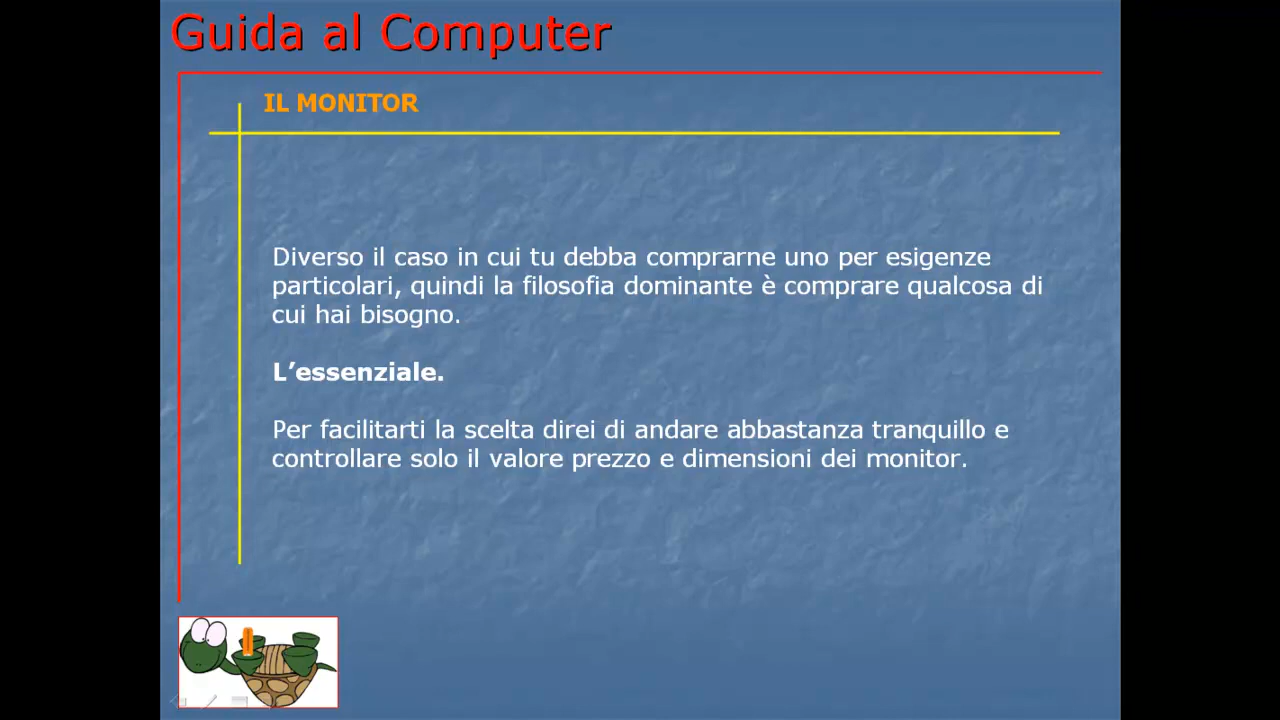 Guida al Computer
IL MONITOR
Diverso il caso in cui tu debba comprarne uno per esigenze
particolari, quindi la filosofia dominante è comprare qualcosa di
cui hai bisogno.
L’essenziale.
Per facilitarti la scelta direi di andare abbastanza tranquillo e
controllare solo il valore prezzo e dimensioni dei monitor.